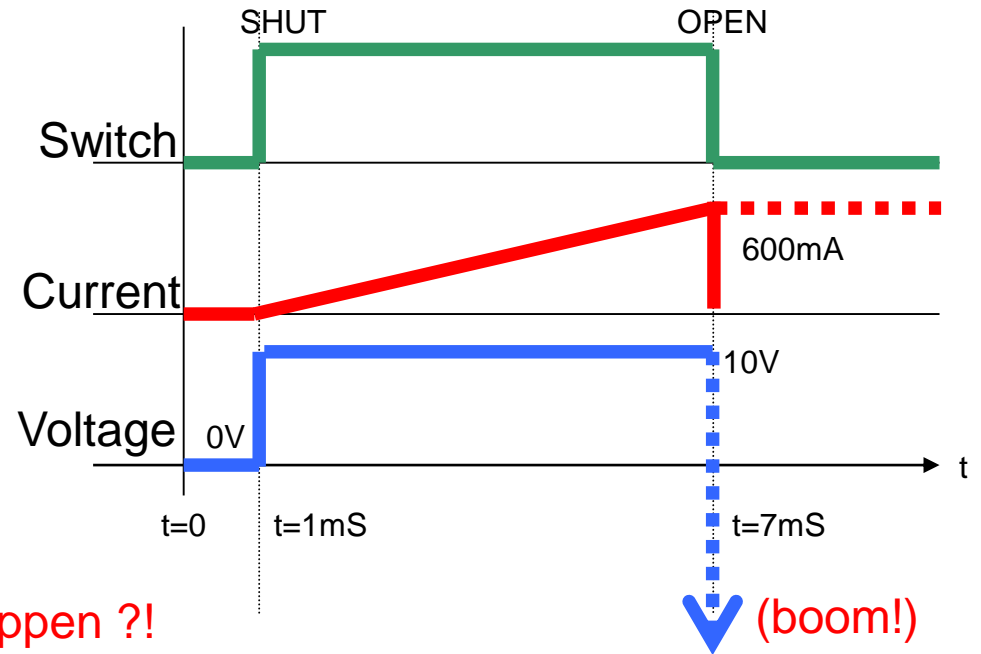 SHUT OPEN
Switch
600mA
Current
10V
Voltage 0V
t
t=0 t=1mS t=7mS
ppen ?! (boom!)